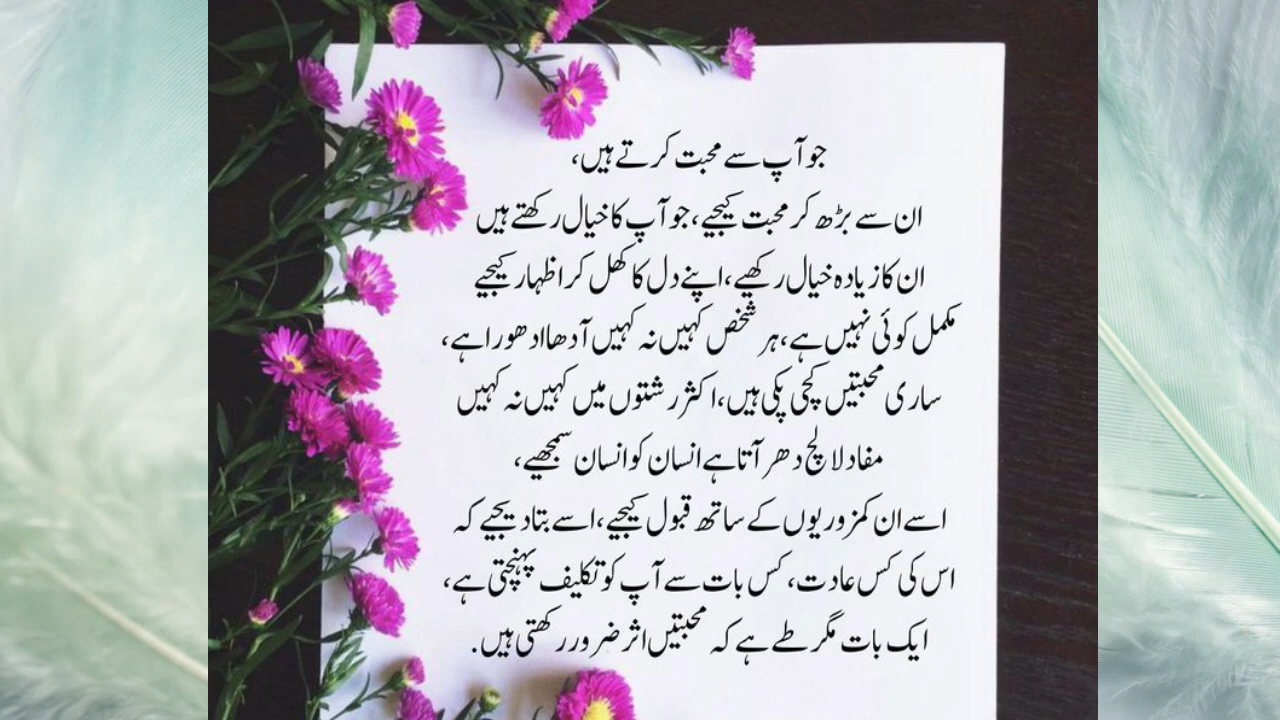 جو آپ سے محبت کرتے ہیں،
ان سے بڑھ کر محبت کیجیے، جو آپ کا خیال رکھتے ہیں
ان کا زیادہ خیال رکھیے، اپنے دل کا کھل کر اظہار کیجیے
مکمل کوئی نہیں ہے، ہر شخص کہیں نہ کہیں آدھا ادھورا ہے،
ساری محبتیں کچی پکی ہیں، اکثر رشتوں میں کہیں نہ کہیں
مفاد لالچ دھر آتا ہے انسان کو انسان سمجھیے،
اسے ان کمزوریوں کے ساتھ قبول کیجیے، اسے بتا دیجیے کہ
اس کی کس عادت، کس بات سے آپ کو تکلیف پہنچتی ہے،
ایک بات مگر طے ہے کہ محبتیں اثر ضرور رکھتی ہیں.